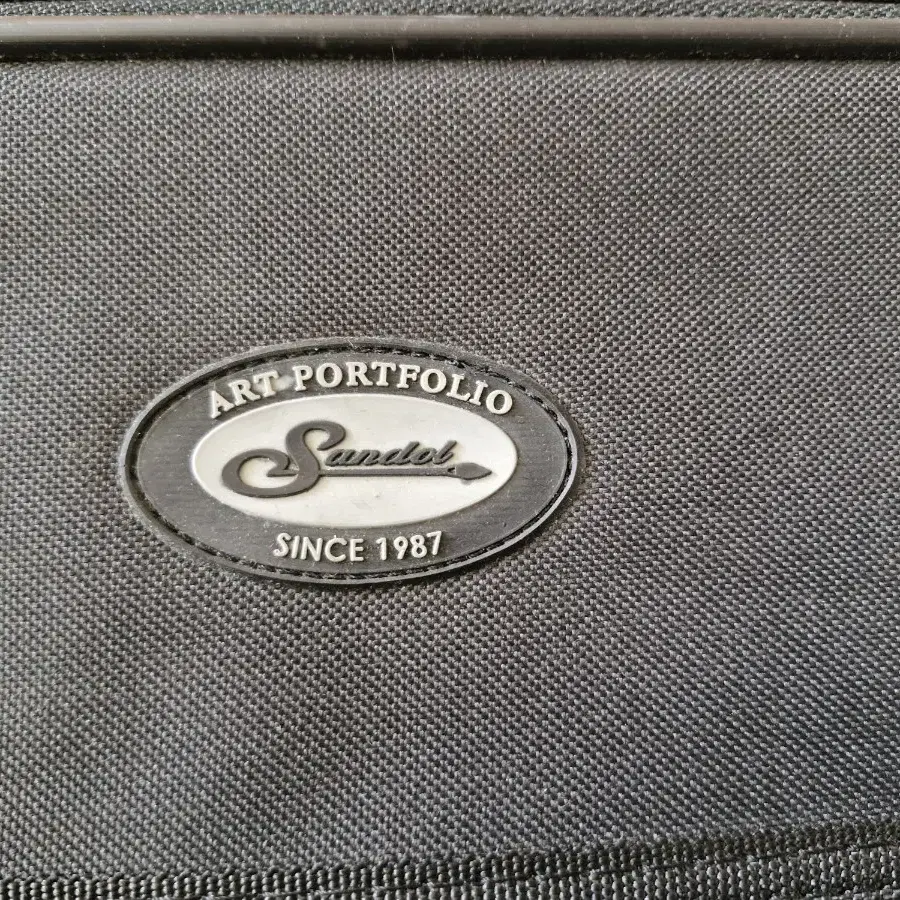 ART PORTFOLIO
Sandol
SINCE 1987